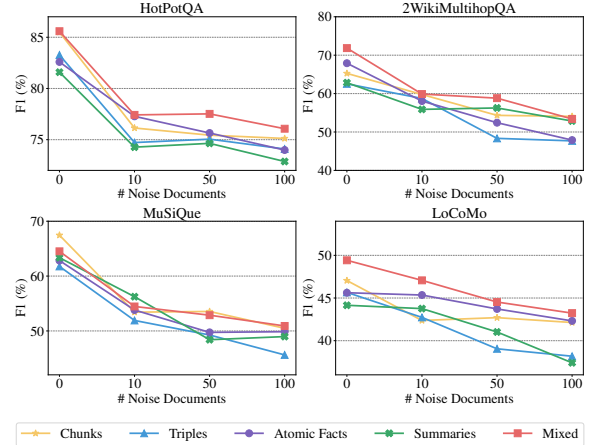 HotPotQA
85
80
75
F1 (%)
0 10 50 100
# Noise Documents
2WikiMultihopQA
80
70
60
50
40
F1 (%)
0 10 50 100
# Noise Documents
MuSiQue
70
60
50
F1 (%)
0 10 50 100
# Noise Documents
LoCoMo
50
45
40
F1 (%)
0 10 50 100
# Noise Documents
Chunks Triples Atomic Facts Summaries Mixed